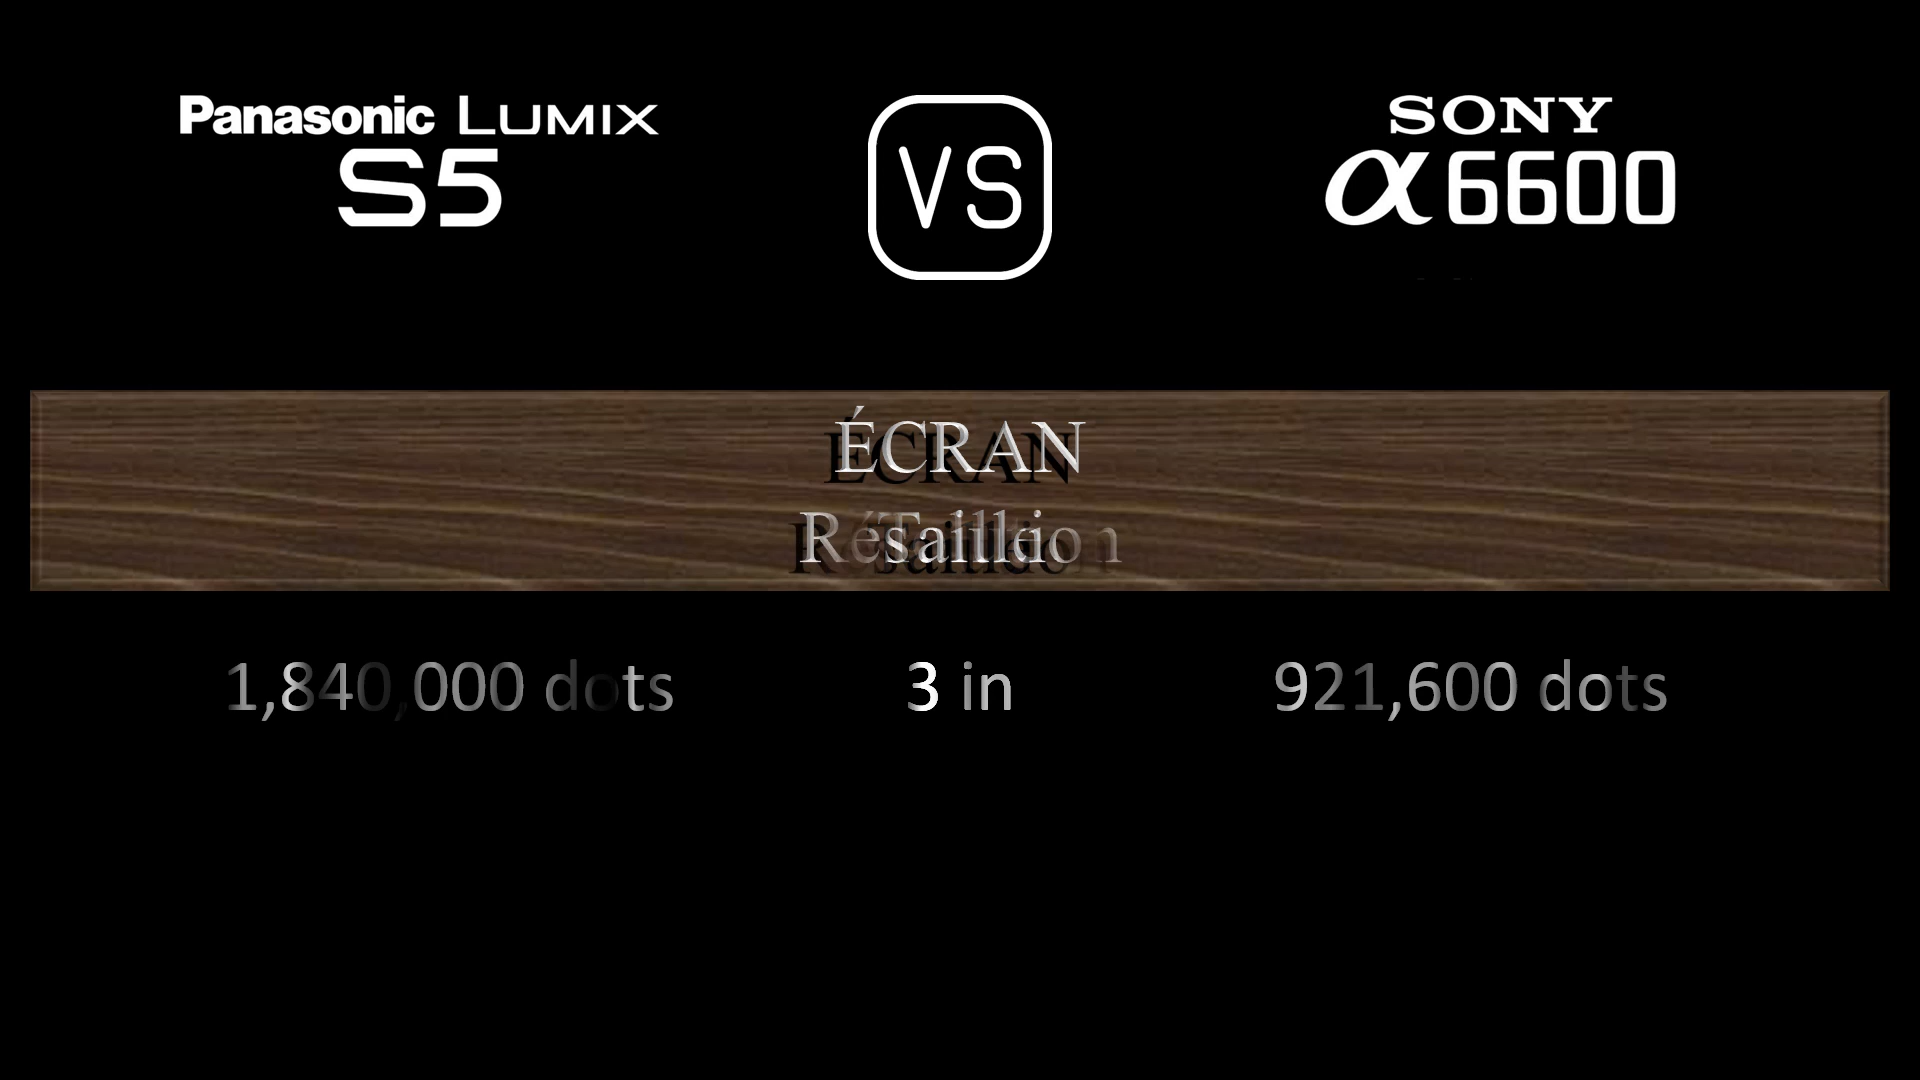 Panasonic LUMIX
S5
VS
SONY
α6600
ÉCRAN
1,840,000 dots
3 in
921,600 dots